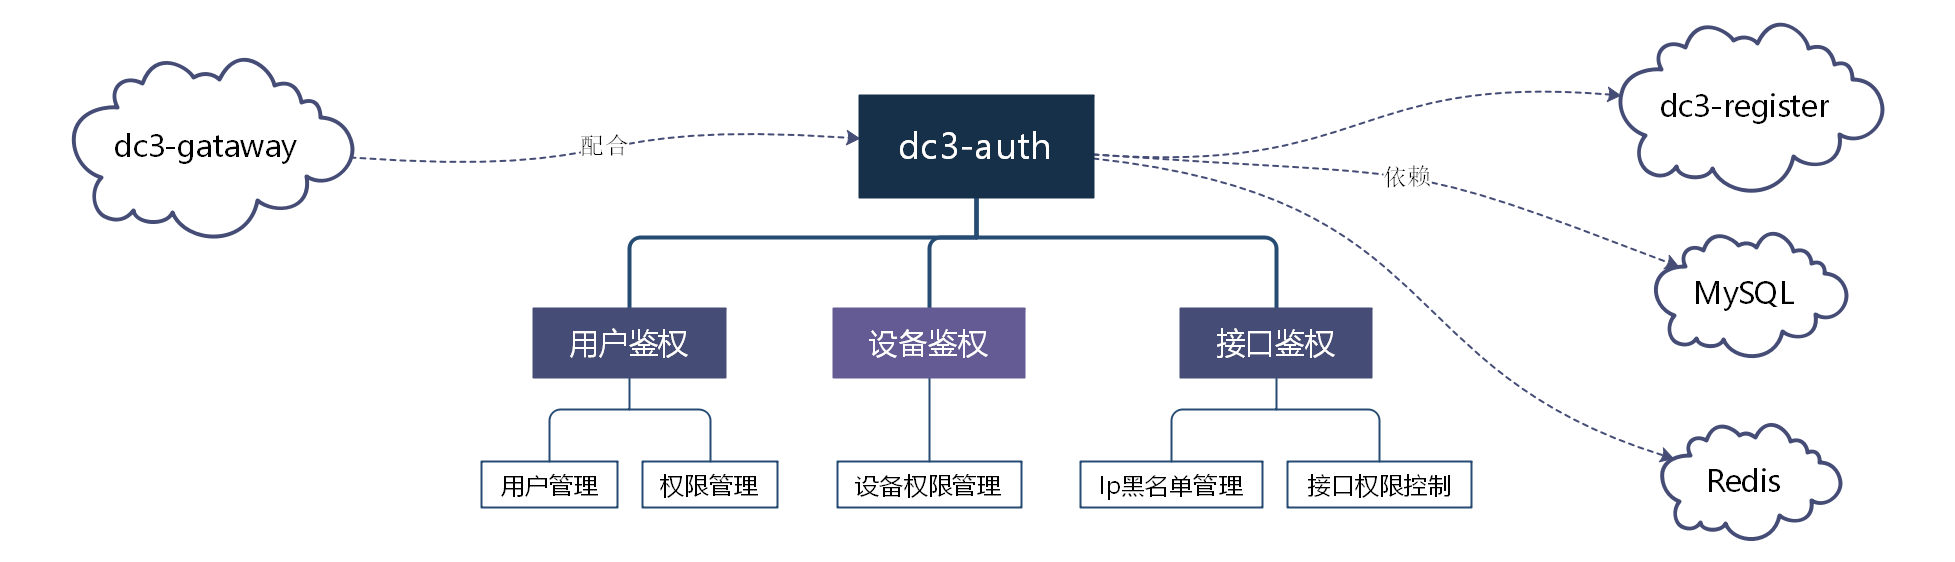 dc3-gataway
配合
dc3-auth
dc3-register
依赖
MySQL
Redis
用户鉴权
设备鉴权
接口鉴权
用户管理
权限管理
设备权限管理
Ip黑名单管理
接口权限控制